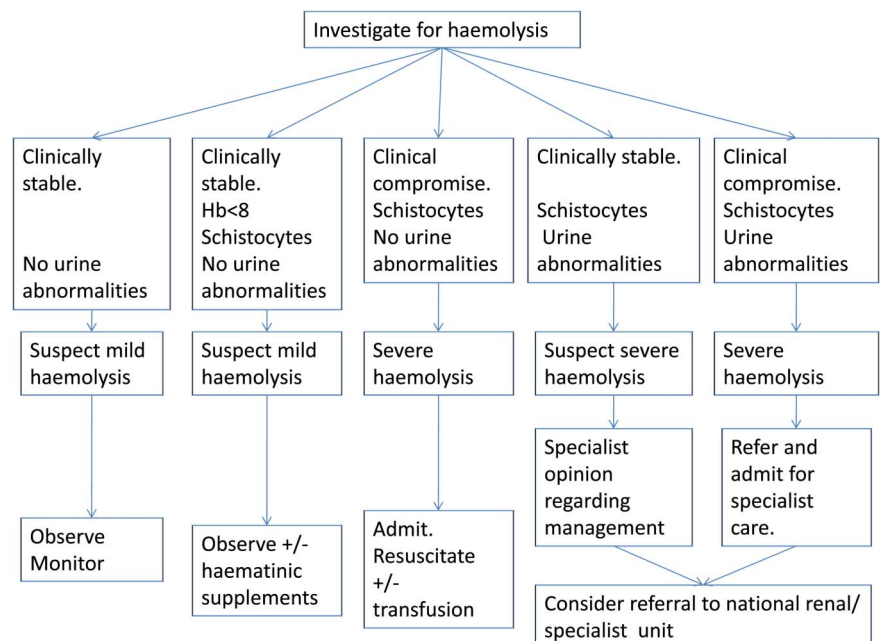 Investigate for haemolysis
Clinically
stable.
No urine
abnormalities
Clinically
stable.
Hb<8
Schistocytes
No urine
abnormalities
Clinical
compromise.
Schistocytes
No urine
abnormalities
Clinically stable.
Schistocytes
Urine
abnormalities
Clinical
compromise.
Schistocytes
Urine
abnormalities
Suspect mild
haemolysis
Suspect mild
haemolysis
Severe
haemolysis
Suspect severe
haemolysis
Severe
haemolysis
Specialist
opinion
regarding
management
Refer and
admit for
specialist
care.
Observe
Monitor
Observe +/-
haematinic
supplements
Admit.
Resuscitate
+/-
transfusion
Consider referral to national renal/
specialist unit